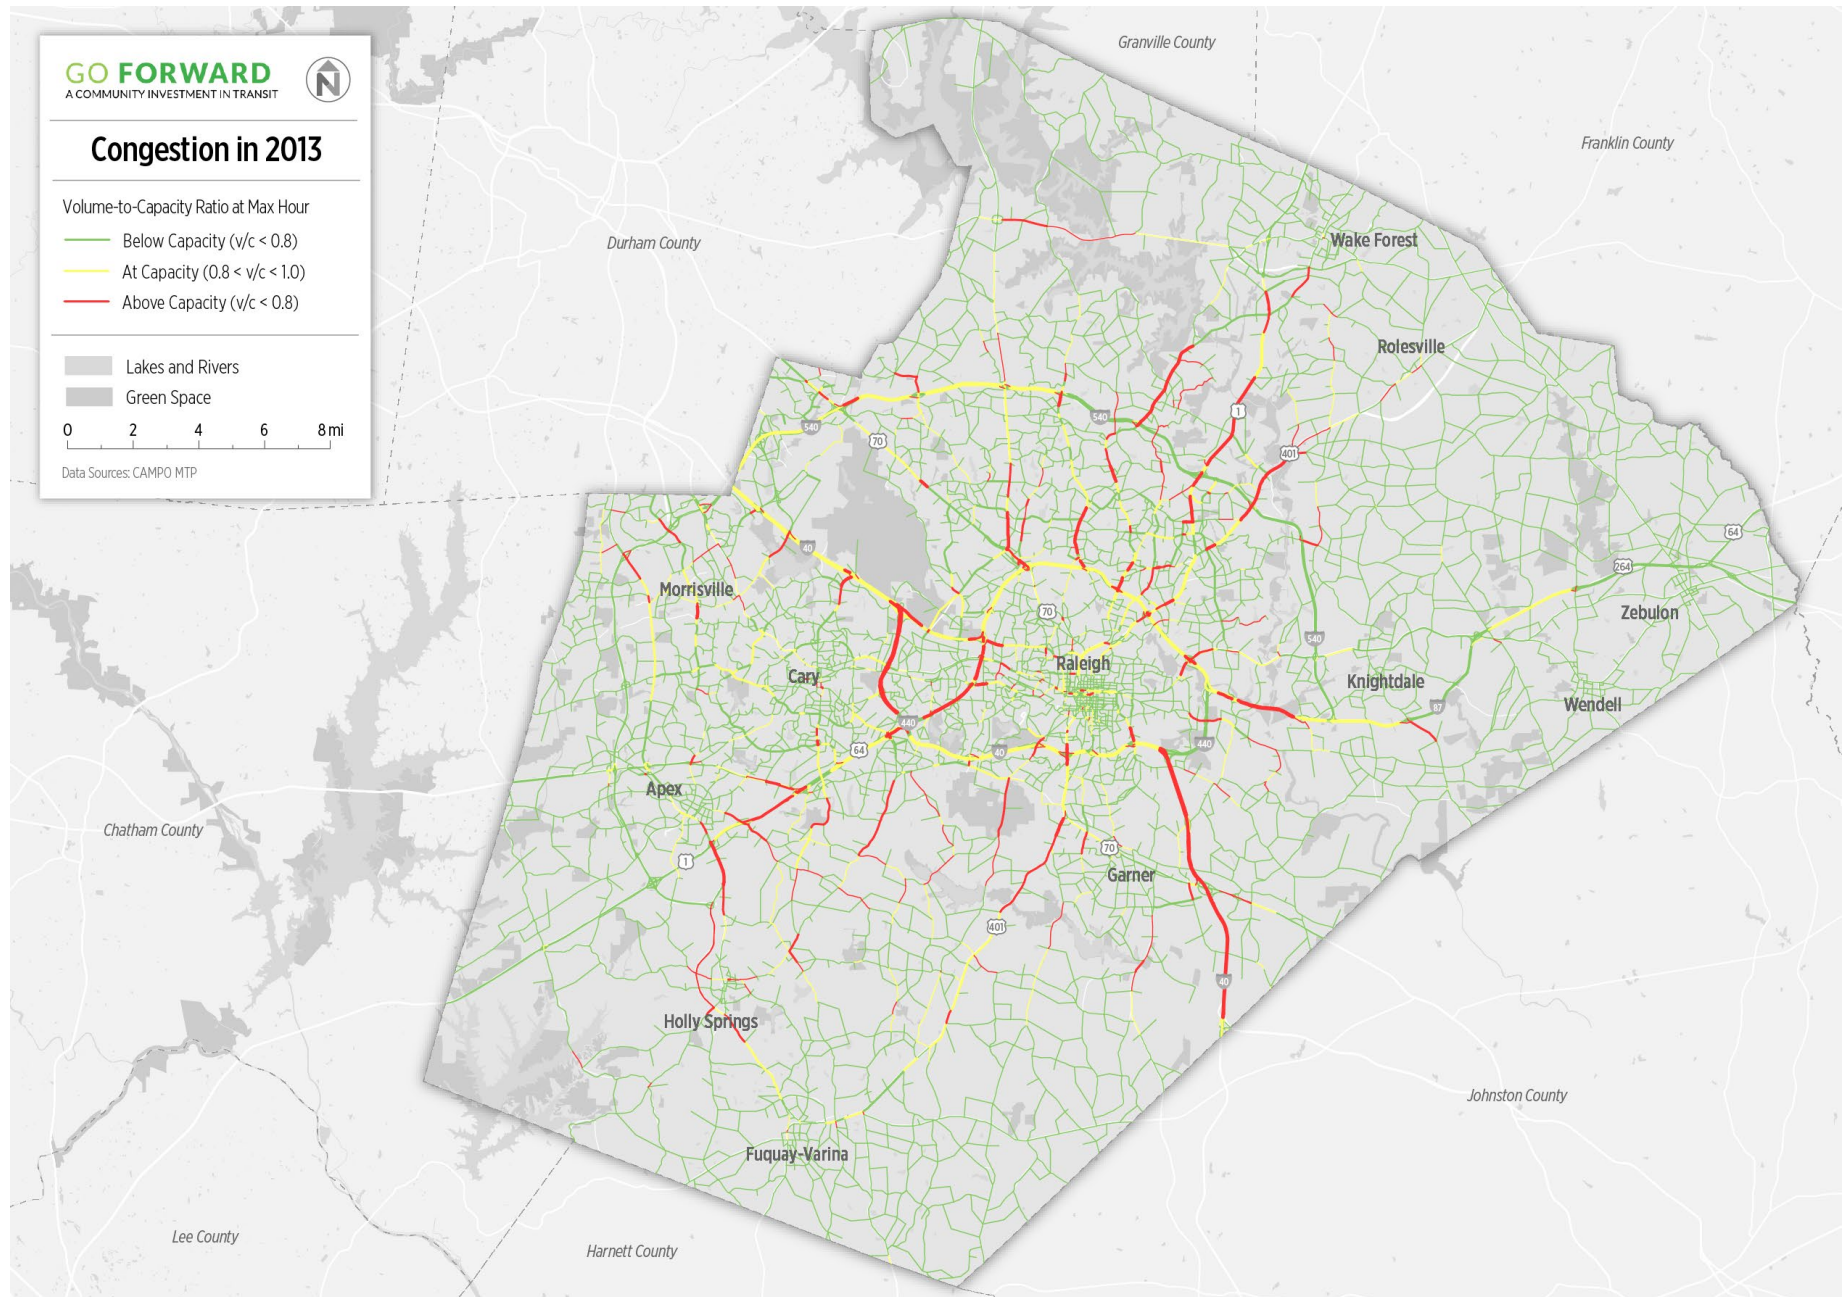 GO FORWARD
A COMMUNITY INVESTMENT IN TRANSIT
N
Congestion in 2013
Volume-to-Capacity Ratio at Max Hour
Below Capacity (v/c < 0.8)
At Capacity (0.8 < v/c < 1.0)
Above Capacity (v/c < 0.8)
Lakes and Rivers
Green Space
0 2 4 6 8 mi
Data Sources: CAMPO MTP
Granville County
Franklin County
Durham County
Wake Forest
Rolesville
540
1
540
70
401
64
40
264
Morrisville
70
Zebulon
540
Raleigh
Cary
Knightdale
Wendell
87
440
440
64
40
Apex
Chatham County
1
70
Garner
401
40
Holly Springs
Johnston County
Fuquay-Varina
Lee County
Harnett County